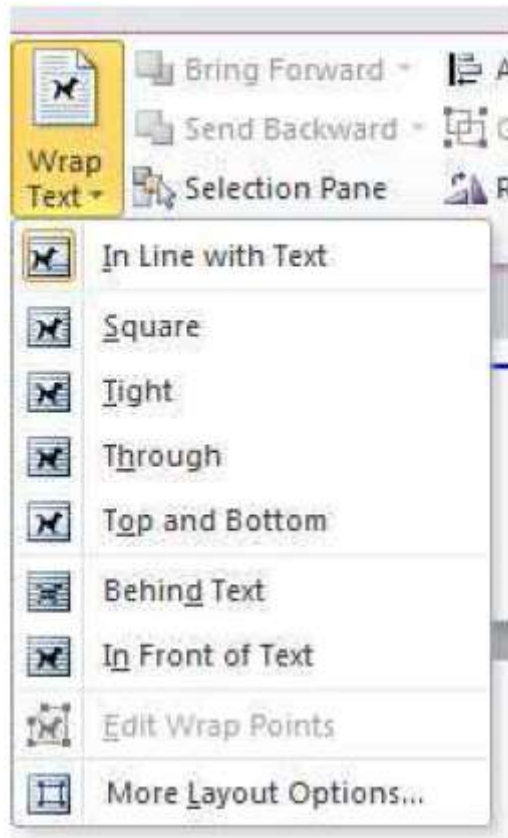 Bring Forward
Send Backward
Wrap
Text
Selection Pane
In Line with Text
Square
Tight
Through
Top and Bottom
Behind Text
In Front of Text
Edit Wrap Points
More Layout Options...